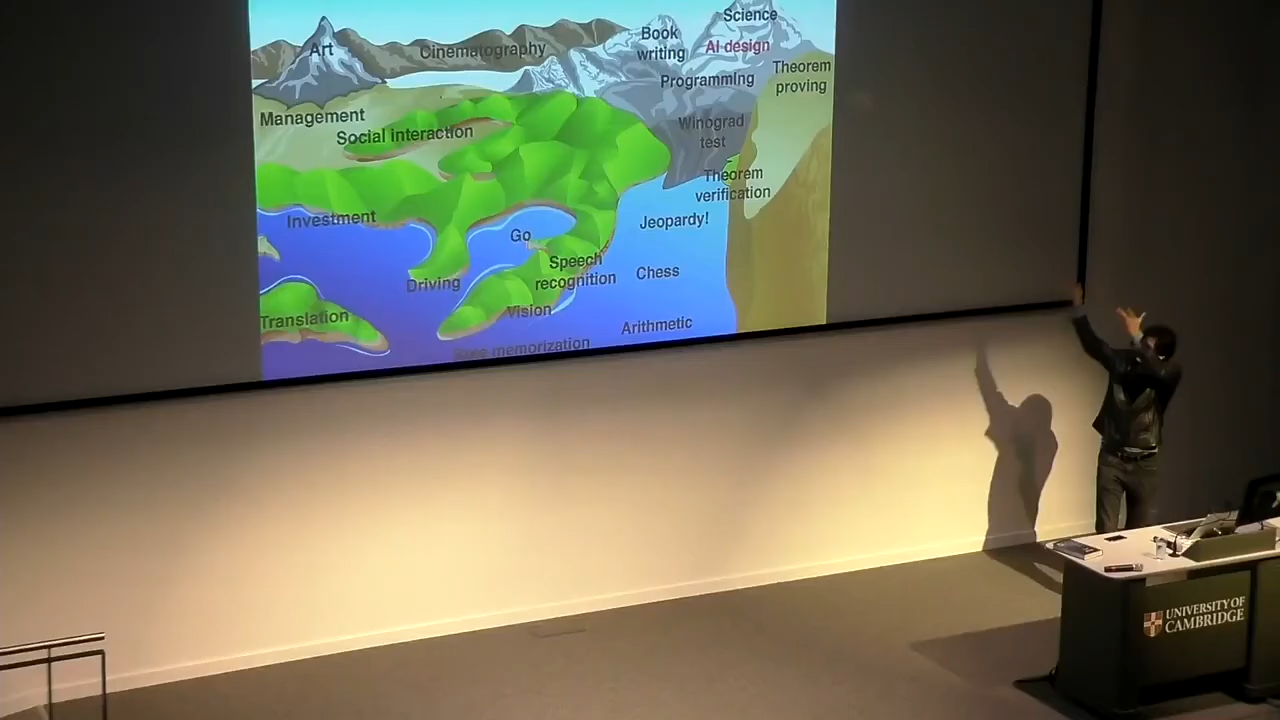 Science
Art
Cinematography
Book
writing
AI design
Programming
Theorem
proving
Management
Social interaction
Winograd
test
Theorem
verification
Investment
Jeopardy!
Go
Speech
recognition
Chess
Driving
Vision
Translation
Arithmetic
memorization
UNIVERSITY OF
CAMBRIDGE